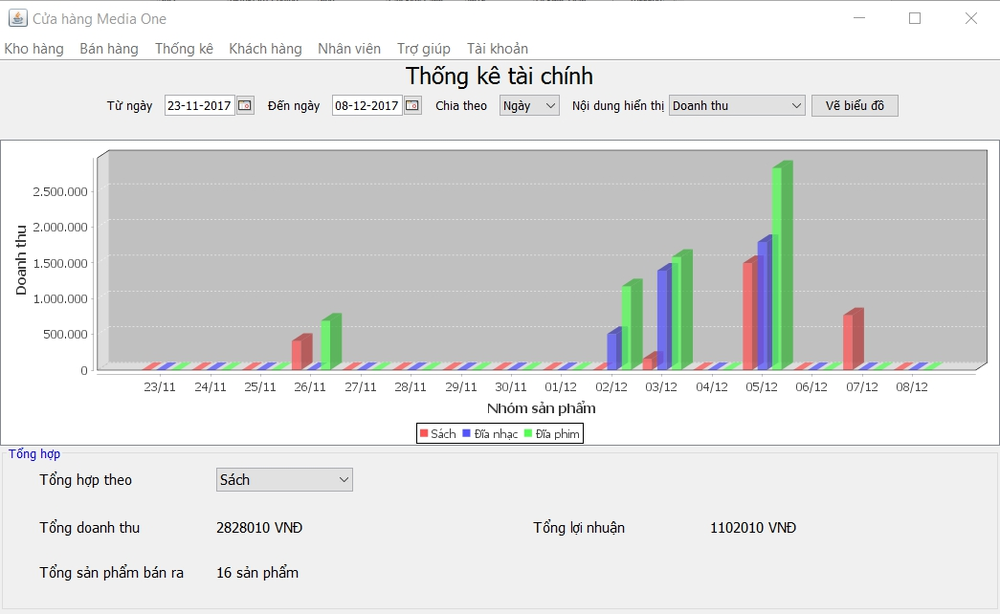 Cửa hàng Media One
Kho hàng Bán hàng Thống kê Khách hàng Nhân viên Trợ giúp Tài khoản
Thống kê tài chính
Từ ngày 23-11-2017 Đến ngày 08-12-2017 Chia theo Ngày Nội dung hiển thị Doanh thu Vẽ biểu đồ
Doanh thu
2.500.000
2.000.000
1.500.000
1.000.000
500.000
0
23/11 24/11 25/11 26/11 27/11 28/11 29/11 30/11 01/12 02/12 03/12 04/12 05/12 06/12 07/12 08/12
Nhóm sản phẩm
Sách Đĩa nhạc Đĩa phim
Tổng hợp
Tổng hợp theo Sách
Tổng doanh thu 2828010 VNĐ Tổng lợi nhuận 1102010 VNĐ
Tổng sản phẩm bán ra 16 sản phẩm